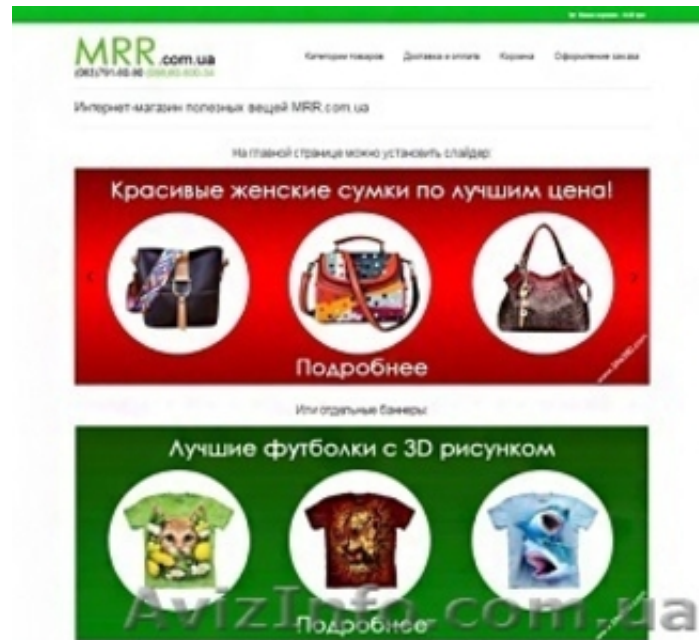 MRR.com.ua
Категории товаров Доставка и оплата Корзина Оформление заказа
Интернет-магазин полезных вещей MRR.com.ua
На главной странице можно установить слайдер:
Красивые женские сумки по лучшим цена!
Подробнее
Или отдельные баннеры:
Лучшие футболки с 3D рисунком
Подробнее
AvizInfo.com.ua